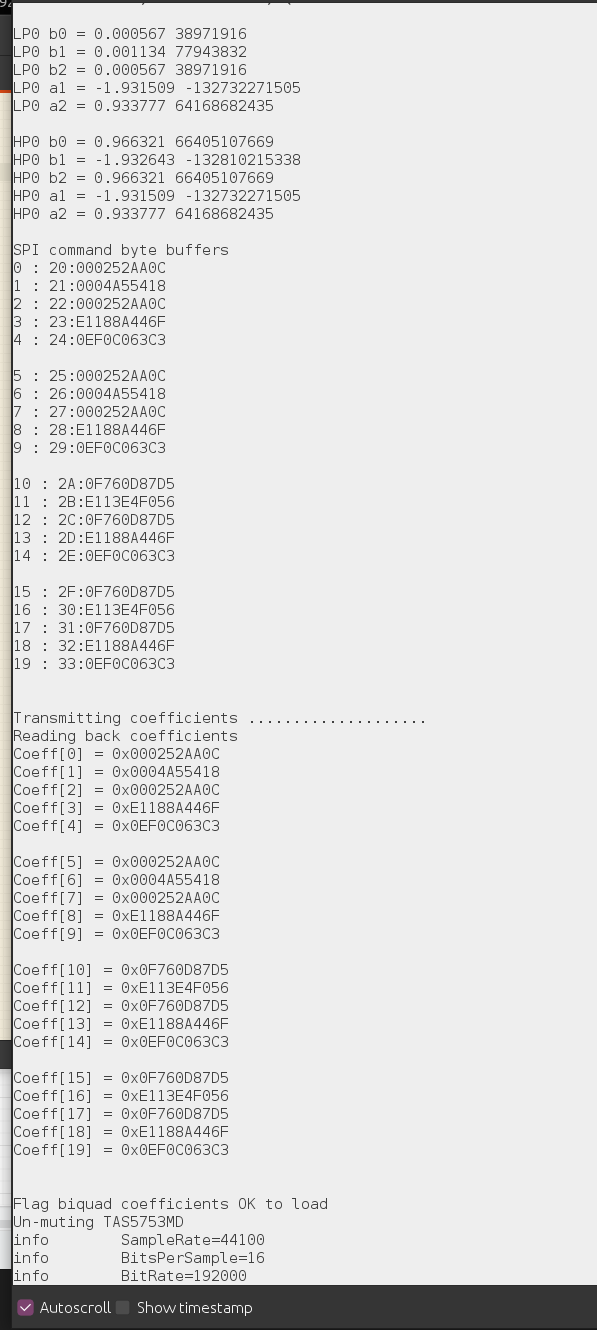 LP0 b0 = 0.000567 38971916
LP0 b1 = 0.001134 77943832
LP0 b2 = 0.000567 38971916
LP0 a1 = -1.931509 -132732271505
LP0 a2 = 0.933777 64168682435
HP0 b0 = 0.966321 66405107669
HP0 b1 = -1.932643 -132810215338
HP0 b2 = 0.966321 66405107669
HP0 a1 = -1.931509 -132732271505
HP0 a2 = 0.933777 64168682435
SPI command byte buffers
0 : 20:000252AA0C
1 : 21:0004A55418
2 : 22:000252AA0C
3 : 23:E1188A446F
4 : 24:0EF0C063C3
5 : 25:000252AA0C
6 : 26:0004A55418
7 : 27:000252AA0C
8 : 28:E1188A446F
9 : 29:0EF0C063C3
10 : 2A:0F760D87D5
11 : 2B:E113E4F056
12 : 2C:0F760D87D5
13 : 2D:E1188A446F
14 : 2E:0EF0C063C3
15 : 2F:0F760D87D5
16 : 30:E113E4F056
17 : 31:0F760D87D5
18 : 32:E1188A446F
19 : 33:0EF0C063C3
Transmitting coefficients ....................
Reading back coefficients
Coeff[0] = 0x000252AA0C
Coeff[1] = 0x0004A55418
Coeff[2] = 0x000252AA0C
Coeff[3] = 0xE1188A446F
Coeff[4] = 0x0EF0C063C3
Coeff[5] = 0x000252AA0C
Coeff[6] = 0x0004A55418
Coeff[7] = 0x000252AA0C
Coeff[8] = 0xE1188A446F
Coeff[9] = 0x0EF0C063C3
Coeff[10] = 0x0F760D87D5
Coeff[11] = 0xE113E4F056
Coeff[12] = 0x0F760D87D5
Coeff[13] = 0xE1188A446F
Coeff[14] = 0x0EF0C063C3
Coeff[15] = 0x0F760D87D5
Coeff[16] = 0xE113E4F056
Coeff[17] = 0x0F760D87D5
Coeff[18] = 0xE1188A446F
Coeff[19] = 0x0EF0C063C3
Flag biquad coefficients OK to load
Un-muting TAS5753MD
info        SampleRate=44100
info        BitsPerSample=16
info        BitRate=192000
Autoscroll Show timestamp